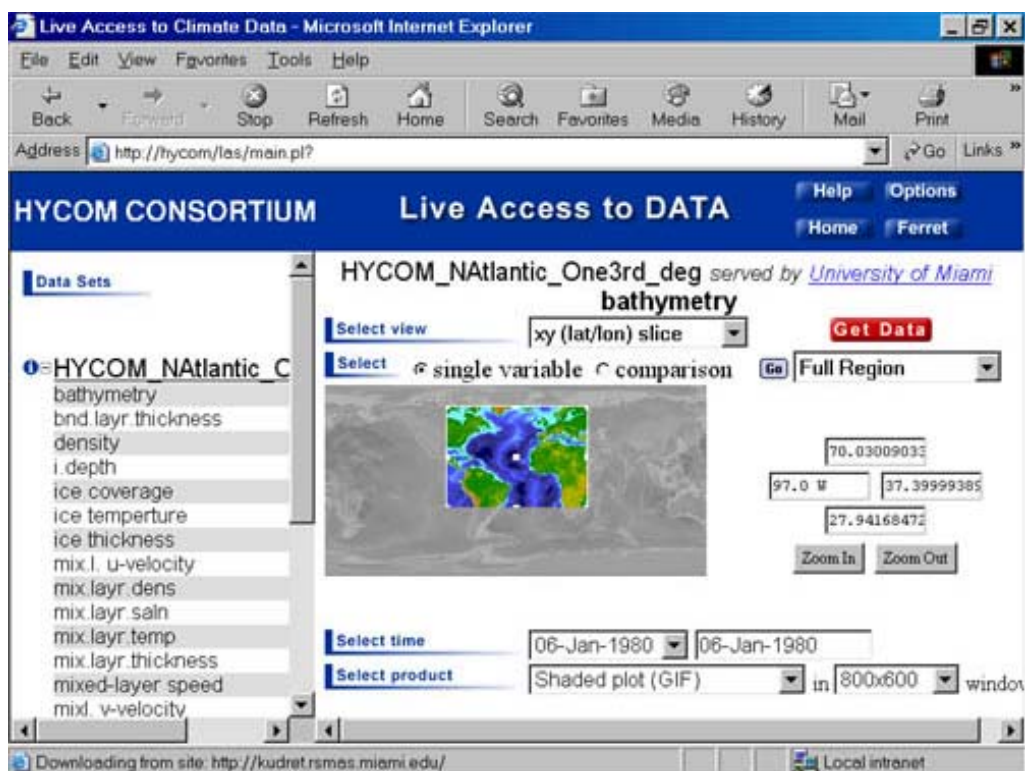 Live Access to Climate Data - Microsoft Internet Explorer
File Edit View Favorites Tools Help
Back Forward Stop Refresh Home Search Favorites Media History Mail Print »
Address http://hycom/las/main.pl? Go Links »
HYCOM CONSORTIUM
Live Access to DATA
Help Options
Home Ferret
Data Sets
HYCOM_NAtlantic_O
bathymetry
bnd.layr.thickness
density
i.depth
ice coverage
ice temperture
ice thickness
mix.l. u-velocity
mix.layr.dens
mix.layr.saln
mix.layr.temp
mix.layr.thickness
mixed-layer speed
mixl. v-velocity
HYCOM_NAtlantic_One3rd_deg served by University of Miami
bathymetry
Select view xy (lat/lon) slice Get Data
Select single variable comparison Go Full Region
70.03009033
97.0 W 37.39999389
27.94168472
Zoom In Zoom Out
Select time 06-Jan-1980 06-Jan-1980
Select product Shaded plot (GIF) in 800x600 window
Downloading from site: http://kudret.rsmas.miami.edu/ Local intranet